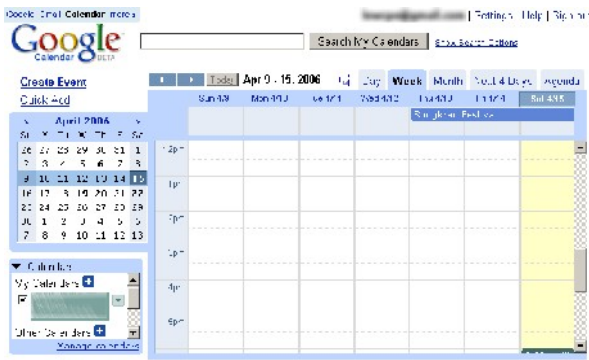 Google Gmail Calendar more »
Settings | Help | Sign out
Google
Calendar BETA
Search My Calendars
Show Search Options
Create Event
Quick Add
Today
Apr 9 - 15, 2006
Day Week Month Next 4 Days Agenda
Sun 4/9 Mon 4/10 Tue 4/11 Wed 4/12 Thu 4/13 Fri 4/14 Sat 4/15
Festival
« April 2006 »
S M T W T F S
26 27 28 29 30 31 1
2 3 4 5 6 7 8
9 10 11 12 13 14 15
16 17 18 19 20 21 22
23 24 25 26 27 28 29
30 1 2 3 4 5 6
7 8 9 10 11 12 13
12pm
1pm
2pm
3pm
4pm
5pm
Calendars
My Calendars
Other Calendars
Manage calendars